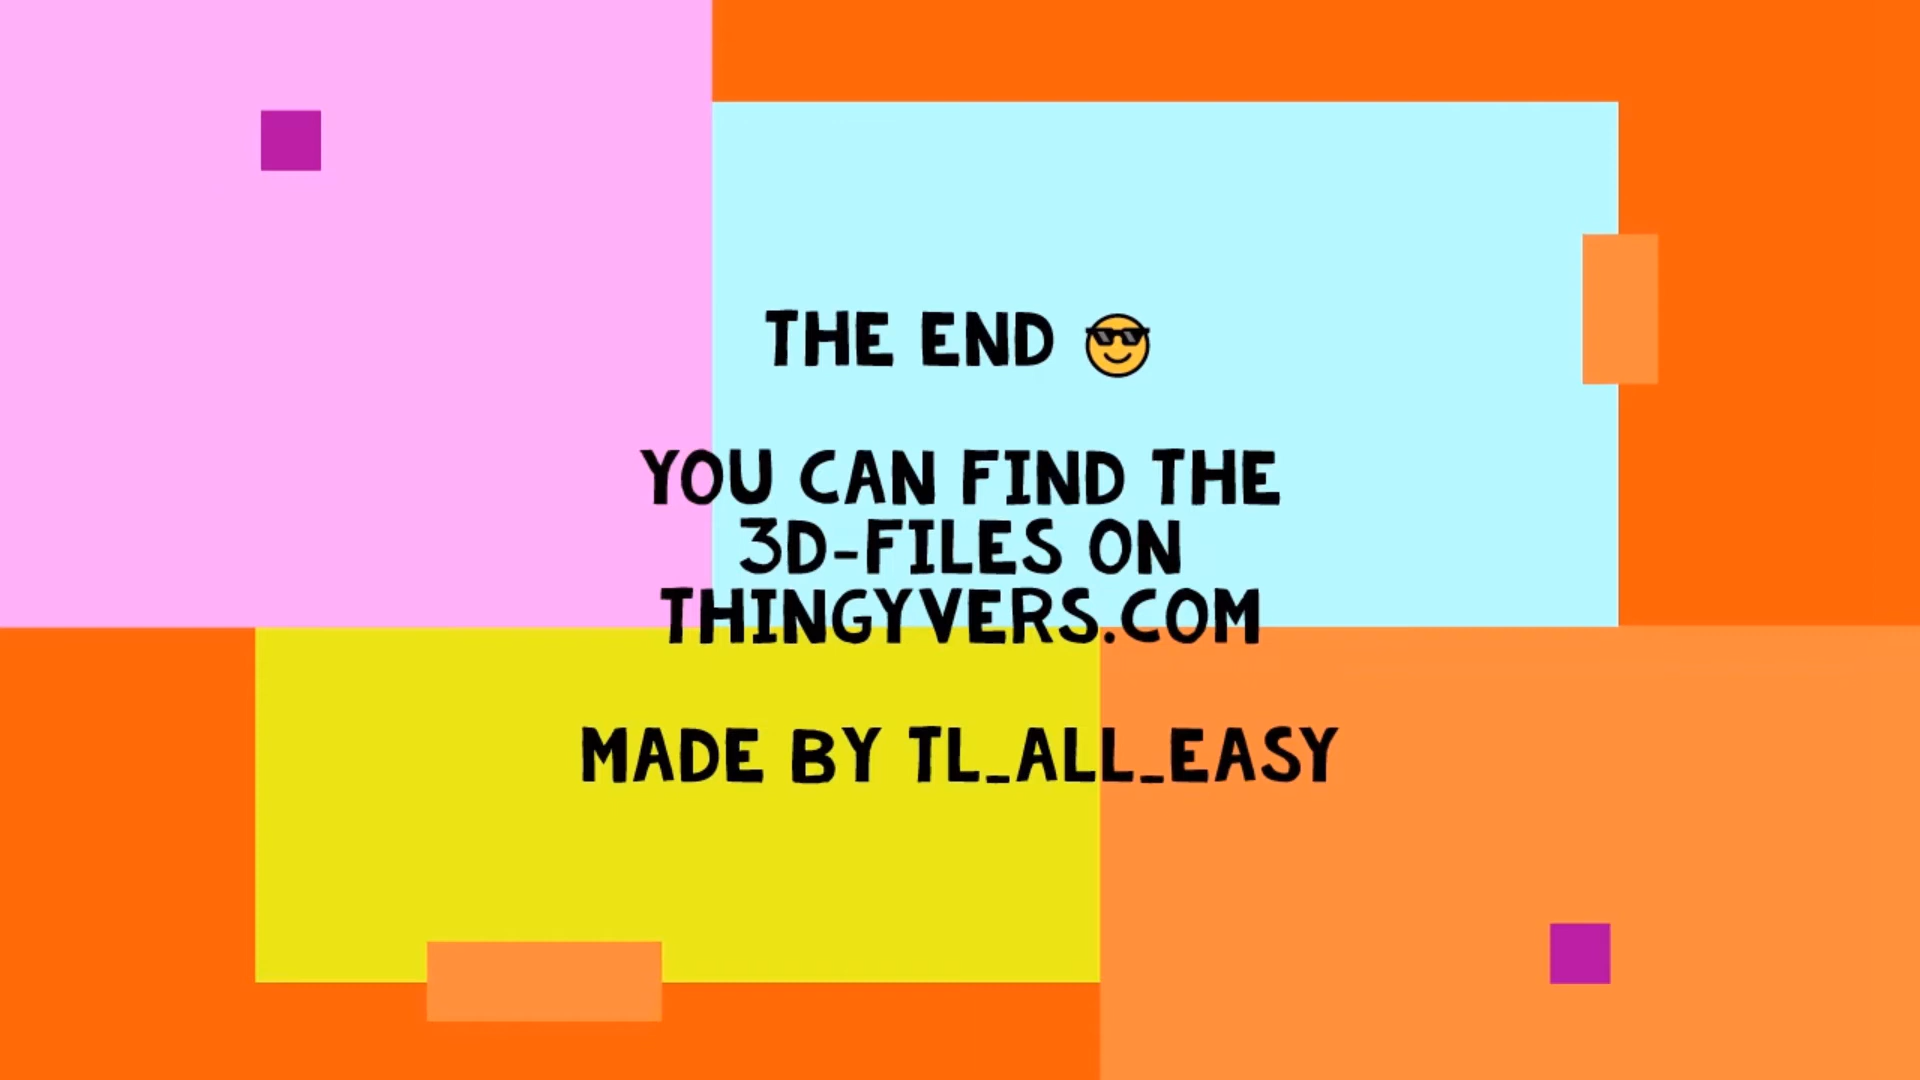 THE END 😎
YOU CAN FIND THE
3D-FILES ON
THINGYVERS.COM
MADE BY TL_ALL_EASY